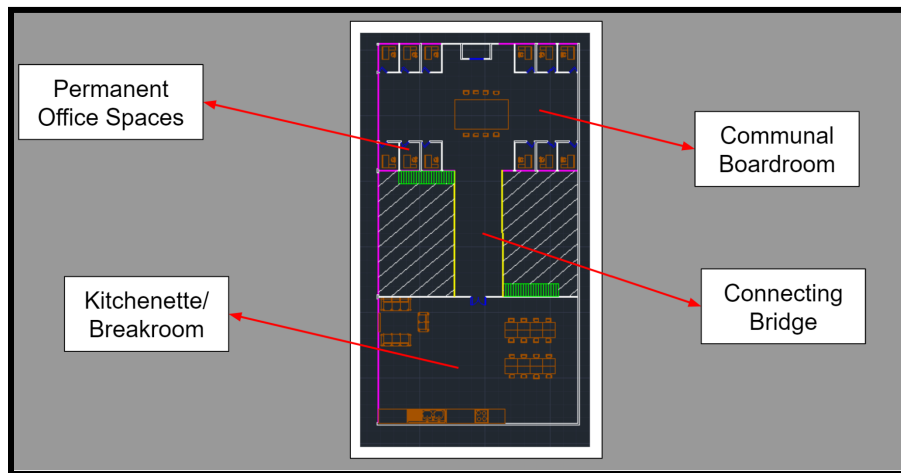 Permanent
Office Spaces
Communal
Boardroom
Kitchenette/
Breakroom
Connecting
Bridge